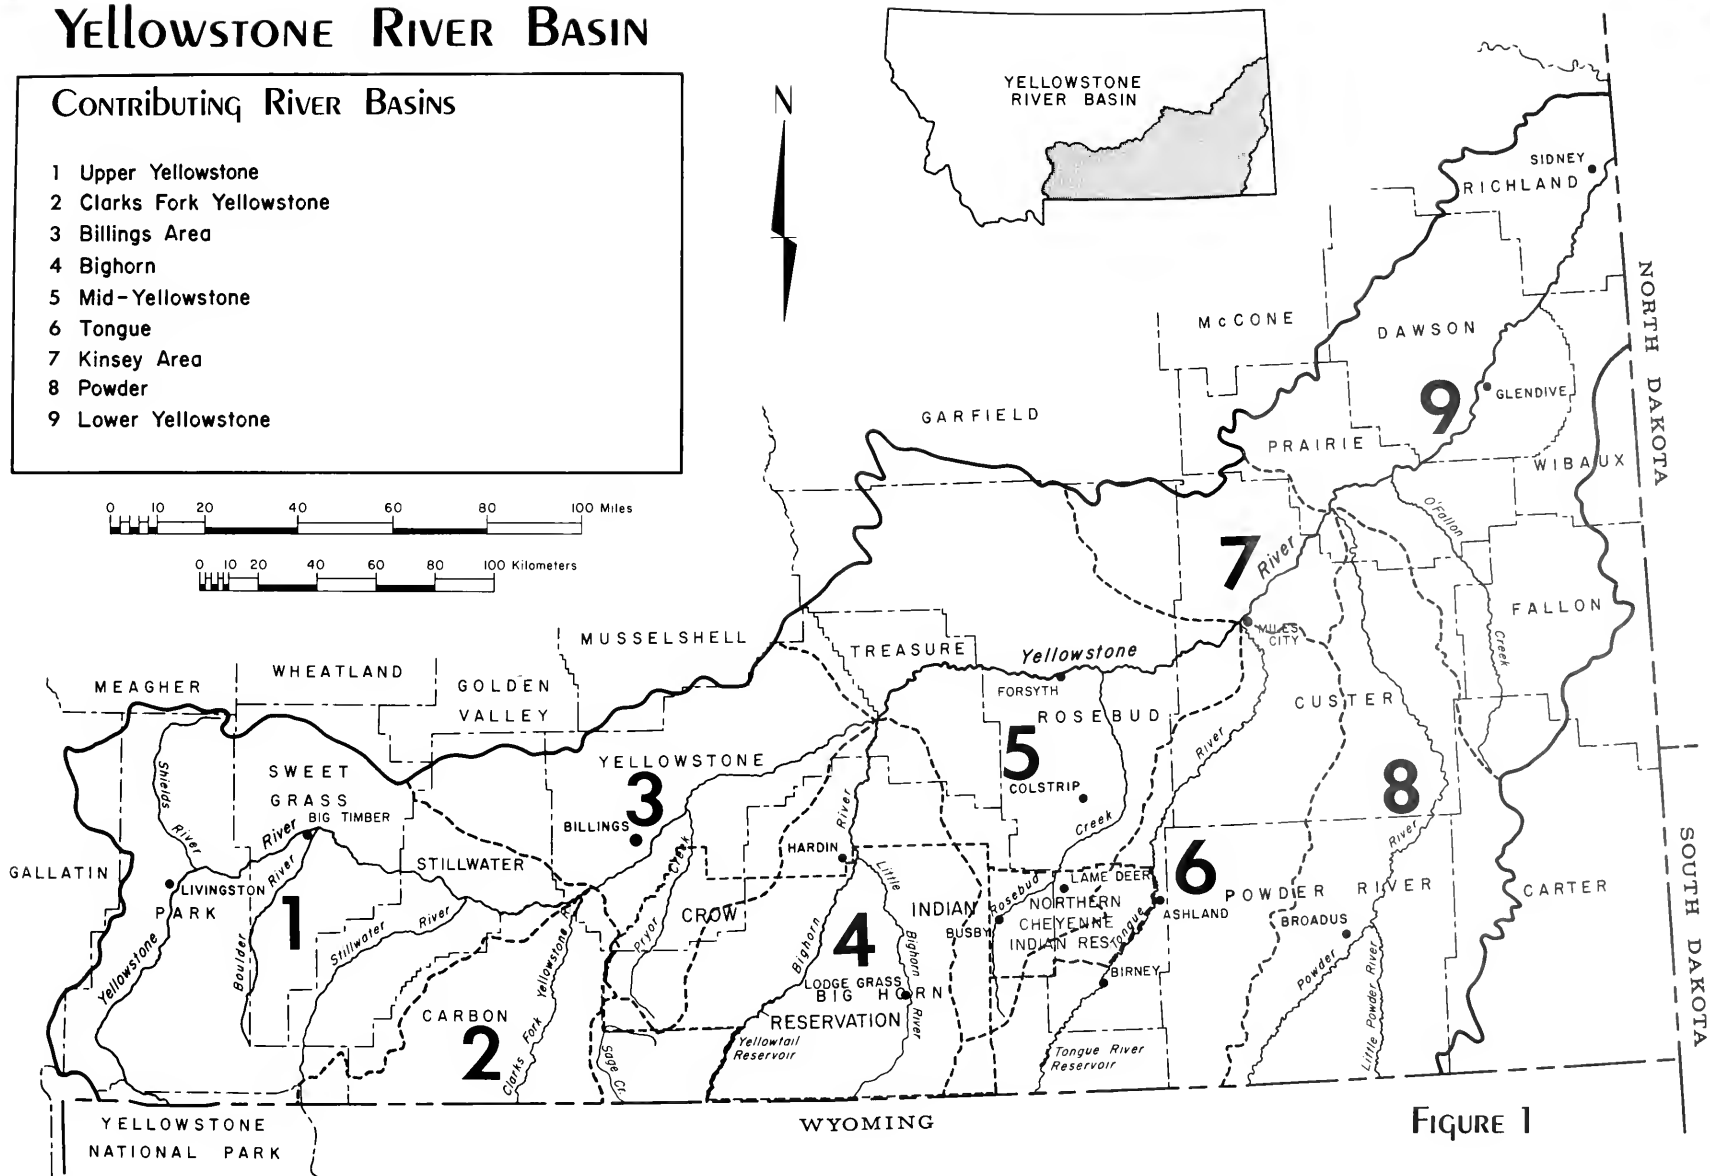 Yellowstone River Basin
Contributing River Basins
1 Upper Yellowstone
2 Clarks Fork Yellowstone
3 Billings Area
4 Bighorn
5 Mid-Yellowstone
6 Tongue
7 Kinsey Area
8 Powder
9 Lower Yellowstone
0 10 20 40 60 80 100 Miles
0 10 20 40 60 80 100 Kilometers
N
YELLOWSTONE
RIVER BASIN
SIDNEY
RICHLAND
NORTH DAKOTA
McCONE
DAWSON
9
GLENDIVE
GARFIELD
PRAIRIE
WIBAUX
O'Fallon
Creek
7
River
FALLON
MUSSELSHELL
TREASURE
Yellowstone
MILES
CITY
MEAGHER
WHEATLAND
GOLDEN
VALLEY
FORSYTH
ROSEBUD
CUSTER
5
River
YELLOWSTONE
3
SWEET
GRASS
Shields
River
BIG TIMBER
River
BILLINGS
COLSTRIP
Creek
8
River
SOUTH DAKOTA
GALLATIN
LIVINGSTON
PARK
River
STILLWATER
HARDIN
River
Creek
Little
Bighorn
River
LAME DEER
6
POWDER RIVER
CARTER
1
Stillwater River
CROW
INDIAN
Rosebud
NORTHERN
CHEYENNE
INDIAN RES.
BUSBY
Tongue
ASHLAND
BROADUS
Yellowstone
Boulder
Yellowstone R.
Pryor
Bighorn
4
LODGE GRASS
BIG HORN
BIRNEY
Powder
Little Powder River
CARBON
2
Clarks Fork
Sage Cr.
RESERVATION
Yellowtail
Reservoir
Tongue River
Reservoir
YELLOWSTONE
NATIONAL PARK
WYOMING
Figure 1